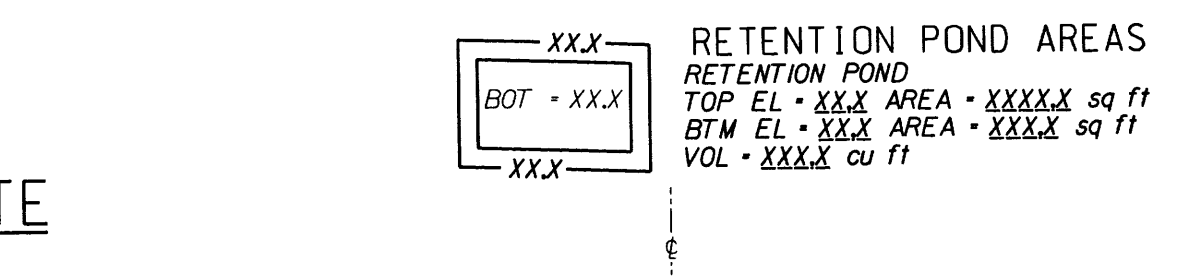 XX.X
RETENTION POND AREAS
RETENTION POND
BOT = XX.X
TOP EL = XX.X AREA = XXXX.X sq ft
BTM EL = XX.X AREA = XXX.X sq ft
VOL = XXX.X cu ft
XX.X
TE
℄